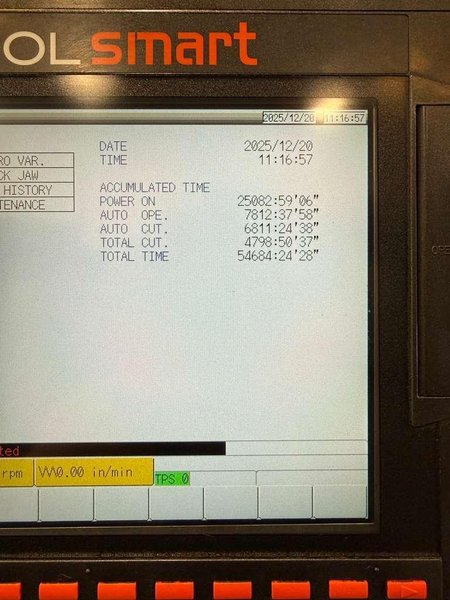 OL smart
2025/12/20 11:16:57
DATE 2025/12/20
RO VAR. TIME 11:16:57
CK JAW
HISTORY ACCUMULATED TIME
TENANCE POWER ON 25082:59'06"
AUTO OPE. 7812:37'58"
AUTO CUT. 6811:24'38"
TOTAL CUT. 4798:50'37"
TOTAL TIME 54684:24'28"
ted
rpm 0.00 in/min
TPS 0